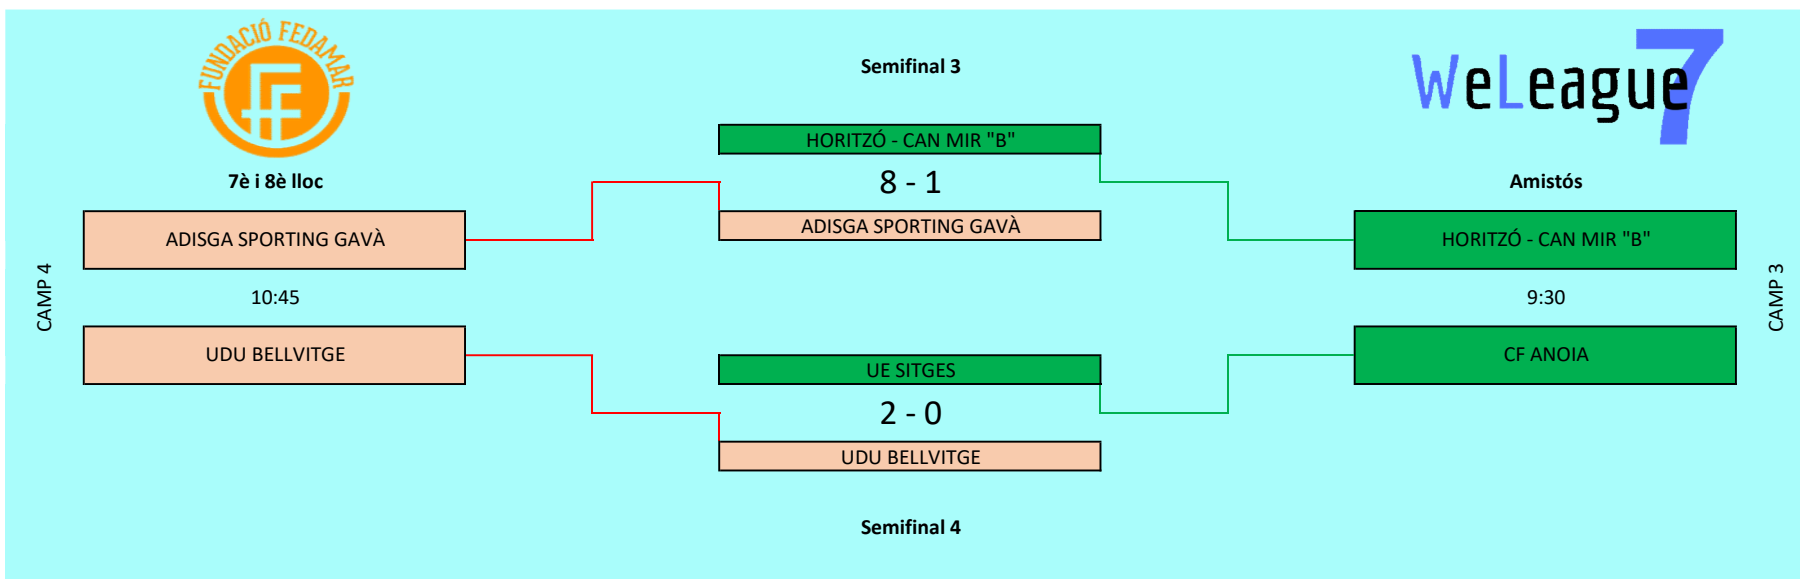 FUNDACIÓ FEDAMAR
WeLeague7
Semifinal 3
HORITZÓ - CAN MIR "B"
8 - 1
ADISGA SPORTING GAVÀ
7è i 8è lloc
ADISGA SPORTING GAVÀ
10:45
UDU BELLVITGE
CAMP 4
Amistós
HORITZÓ - CAN MIR "B"
9:30
CF ANOIA
CAMP 3
UE SITGES
2 - 0
UDU BELLVITGE
Semifinal 4